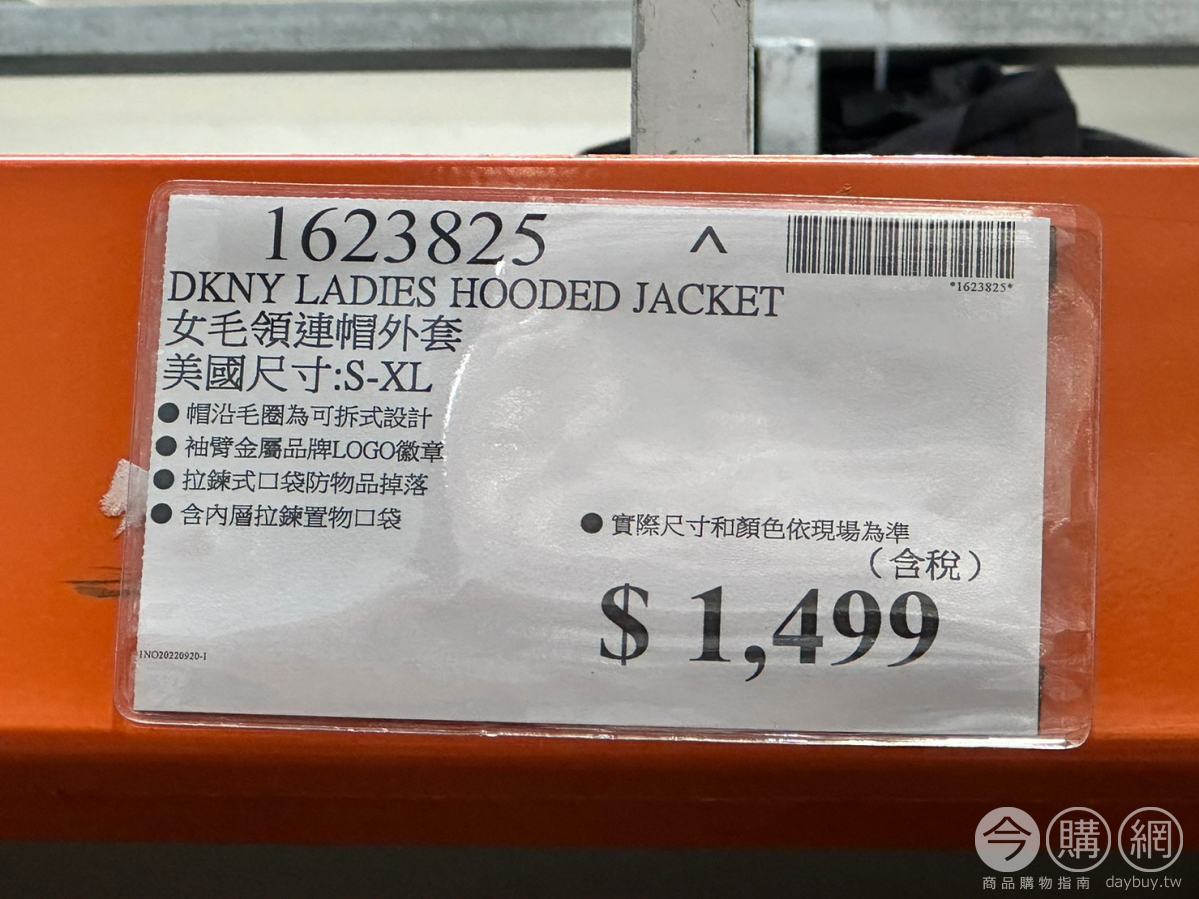 1623825
^
*1623825*
DKNY LADIES HOODED JACKET
女毛領連帽外套
美國尺寸:S-XL
● 帽沿毛圈為可拆式設計
● 袖臂金屬品牌LOGO徽章
● 拉鍊式口袋防物品掉落
● 含內層拉鍊置物口袋
● 實際尺寸和顏色依現場為準
(含稅)
$ 1,499
1NO20220920-1
今購網
商品購物指南 daybuy.tw